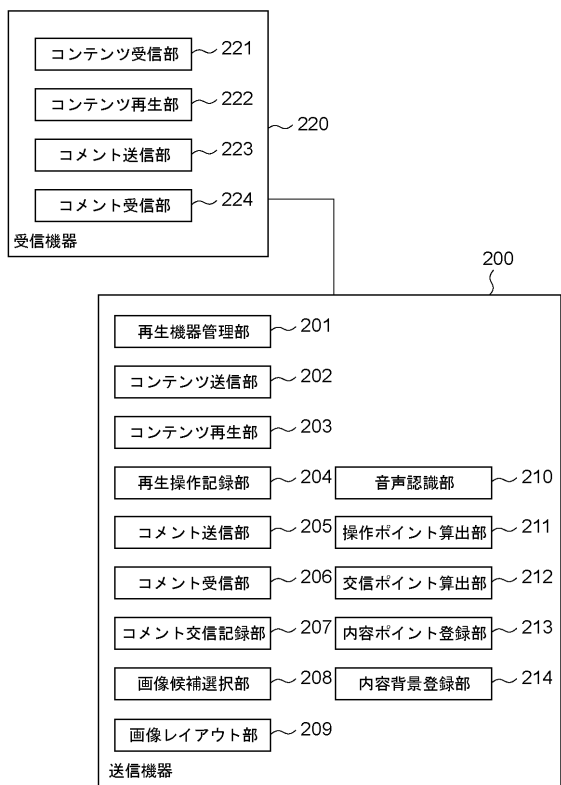 コンテンツ受信部 221
コンテンツ再生部 222
220
コメント送信部 223
コメント受信部 224
受信機器
200
再生機器管理部 201
コンテンツ送信部 202
コンテンツ再生部 203
再生操作記録部 204 音声認識部 210
コメント送信部 205 操作ポイント算出部 211
コメント受信部 206 交信ポイント算出部 212
コメント交信記録部 207 内容ポイント登録部 213
画像候補選択部 208 内容背景登録部 214
画像レイアウト部 209
送信機器